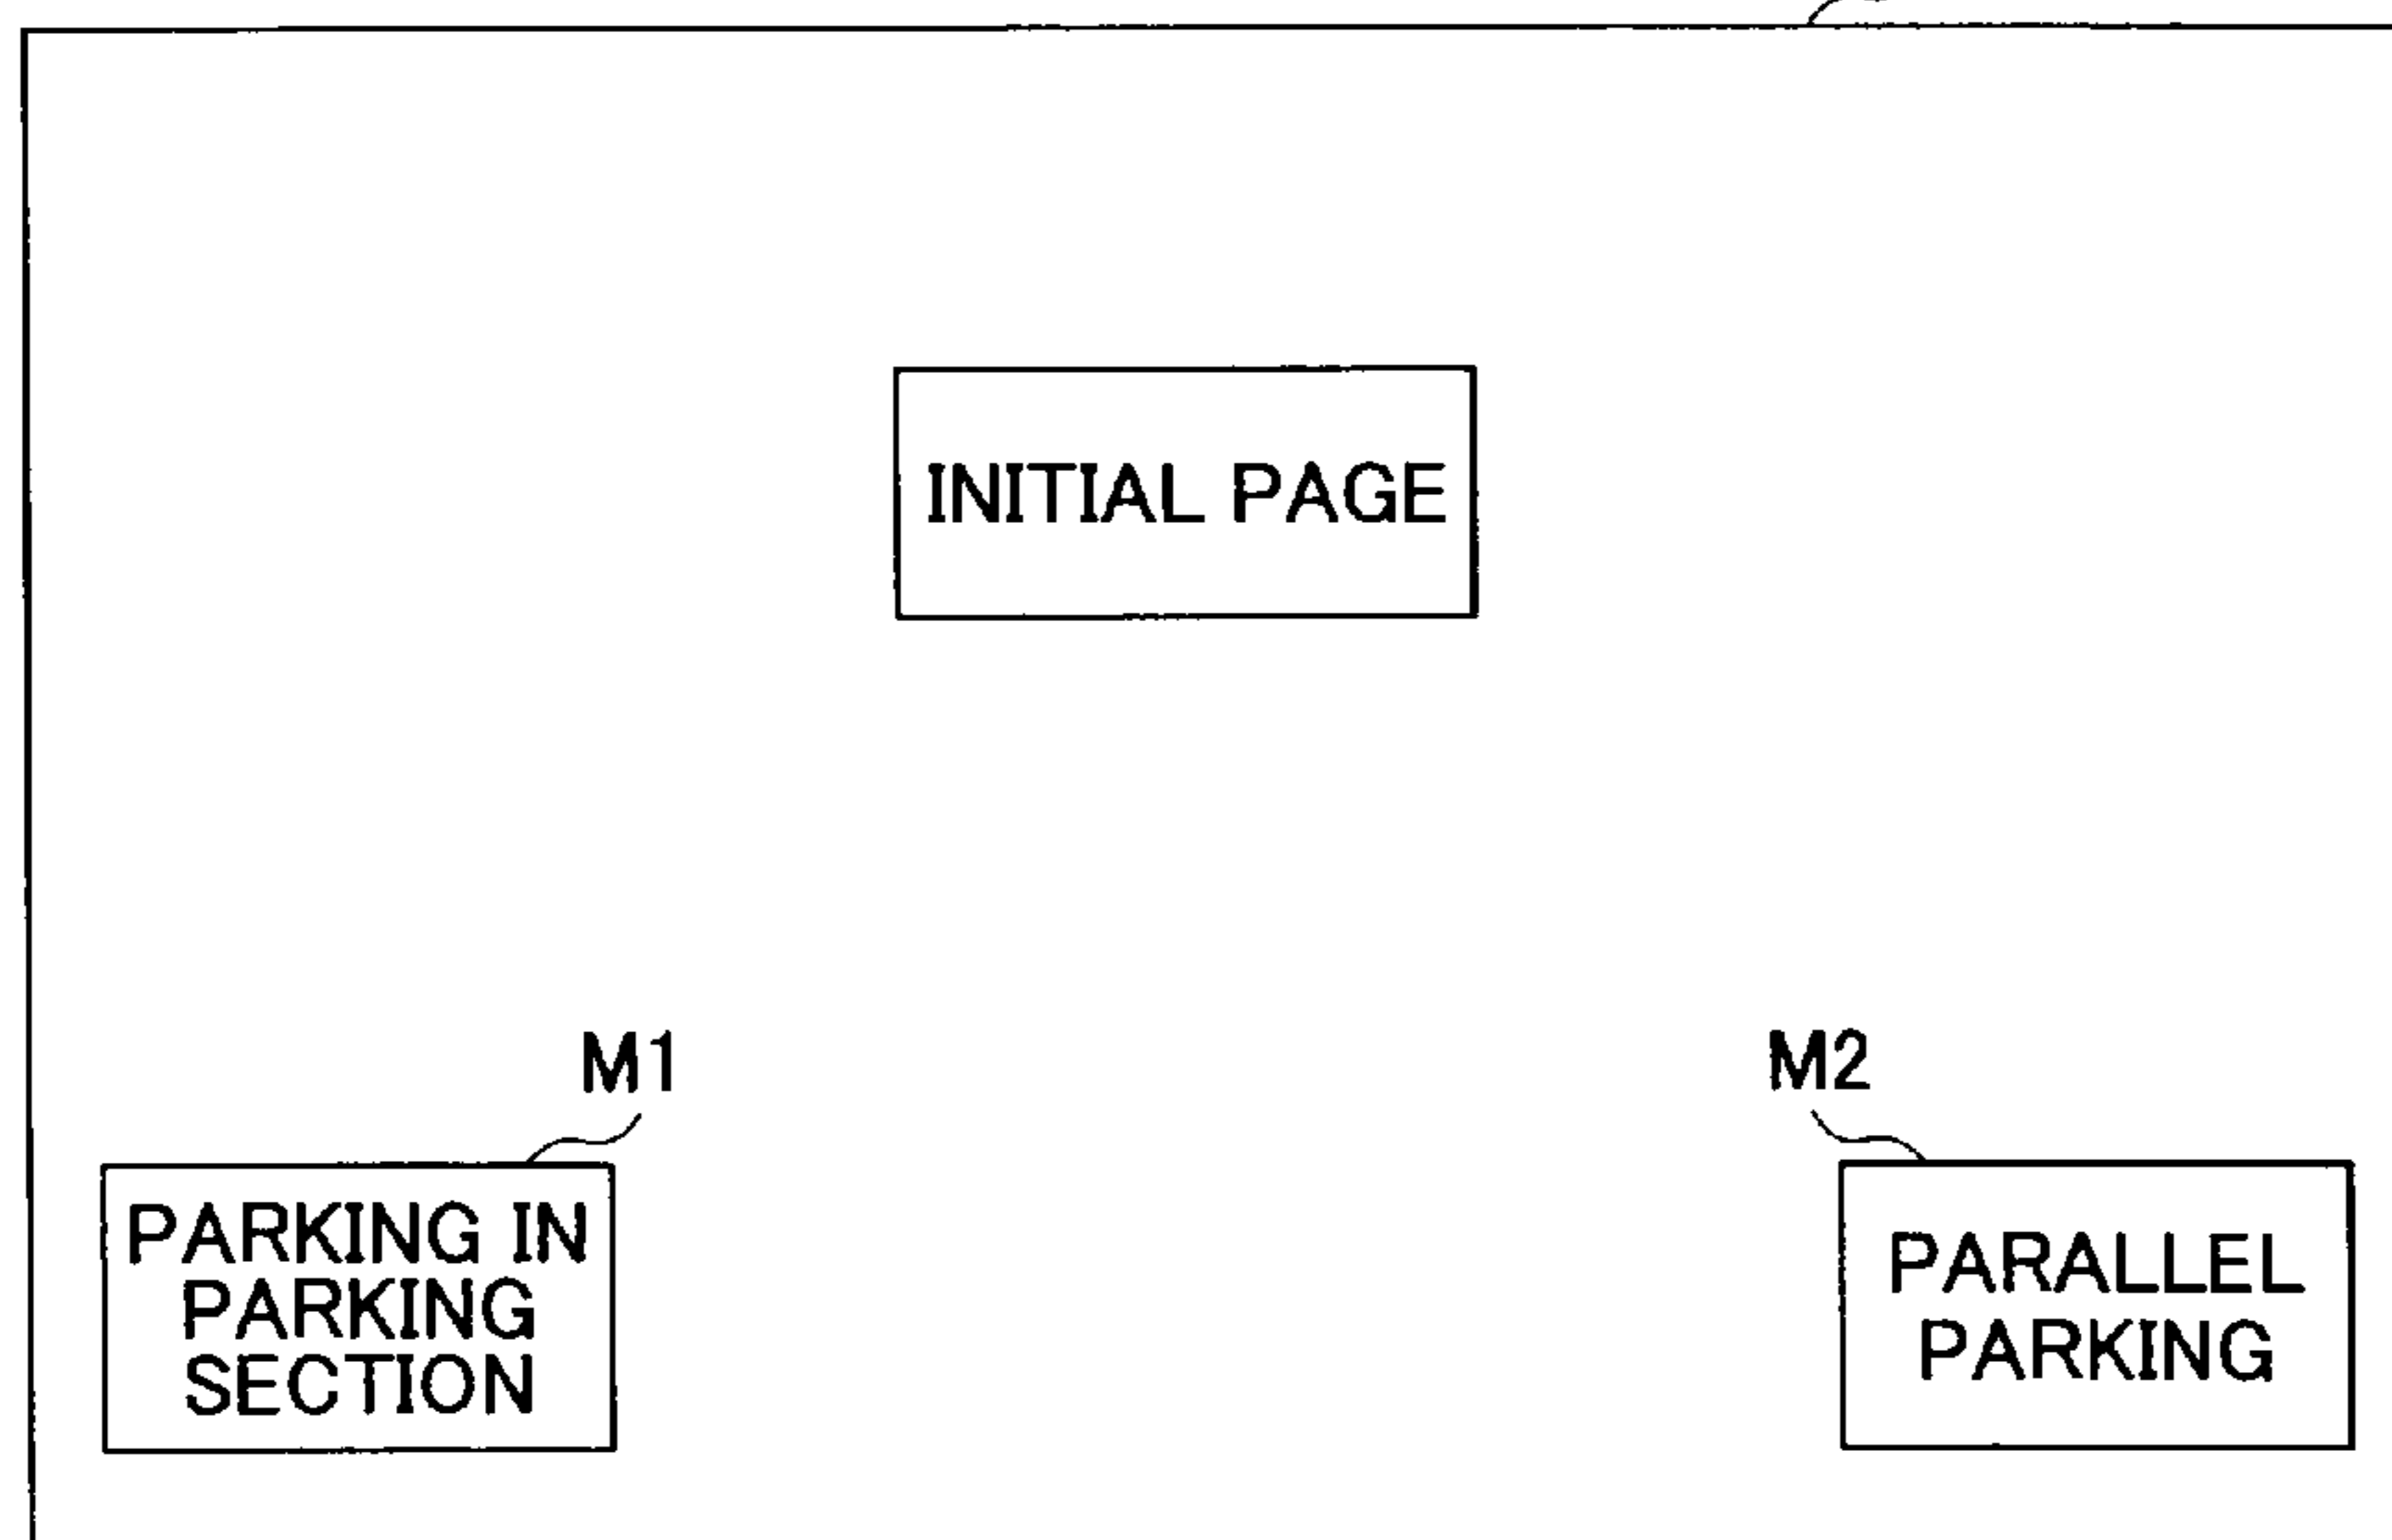 INITIAL PAGE
M1
M2
PARKING IN
PARKING
SECTION
PARALLEL
PARKING